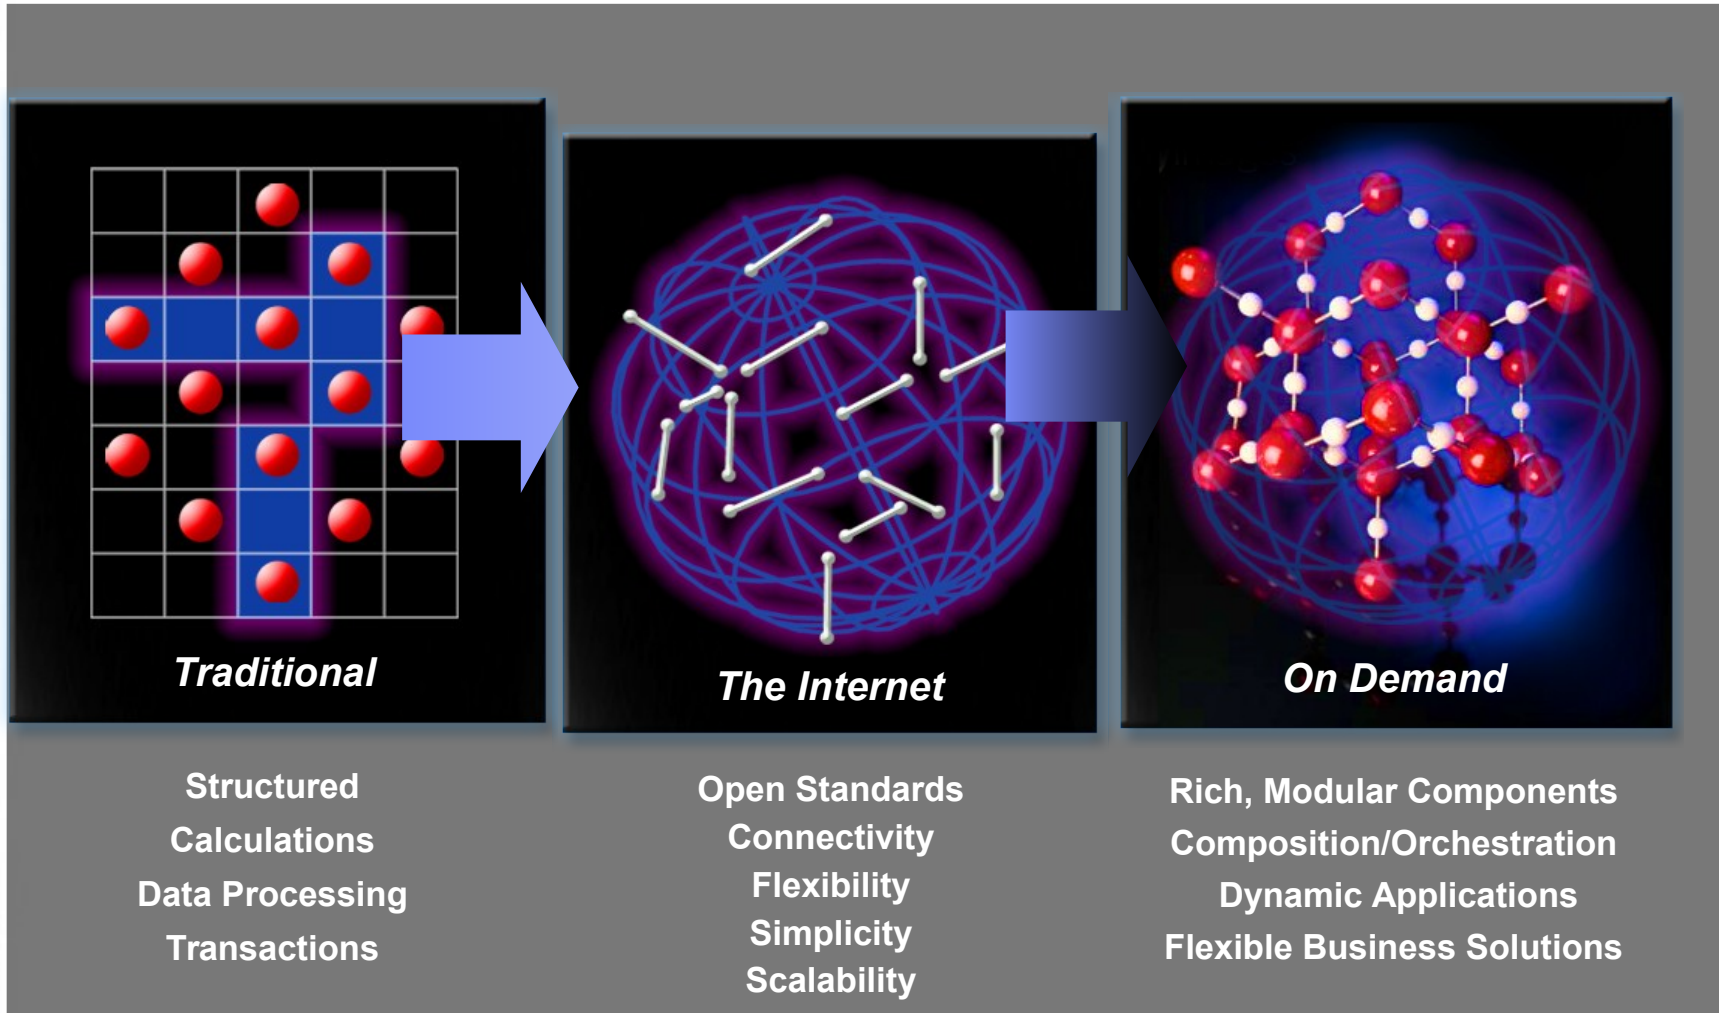 Traditional
The Internet
On Demand
Structured
Calculations
Data Processing
Transactions
Open Standards
Connectivity
Flexibility
Simplicity
Scalability
Rich, Modular Components
Composition/Orchestration
Dynamic Applications
Flexible Business Solutions